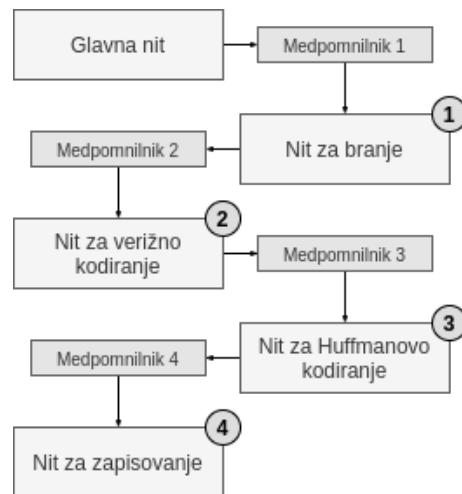 Glavna nit
Medpomnilnik 1
1
Nit za branje
Medpomnilnik 2
2
Nit za verižno
kodiranje
Medpomnilnik 3
3
Nit za Huffmanovo
kodiranje
Medpomnilnik 4
4
Nit za zapisovanje